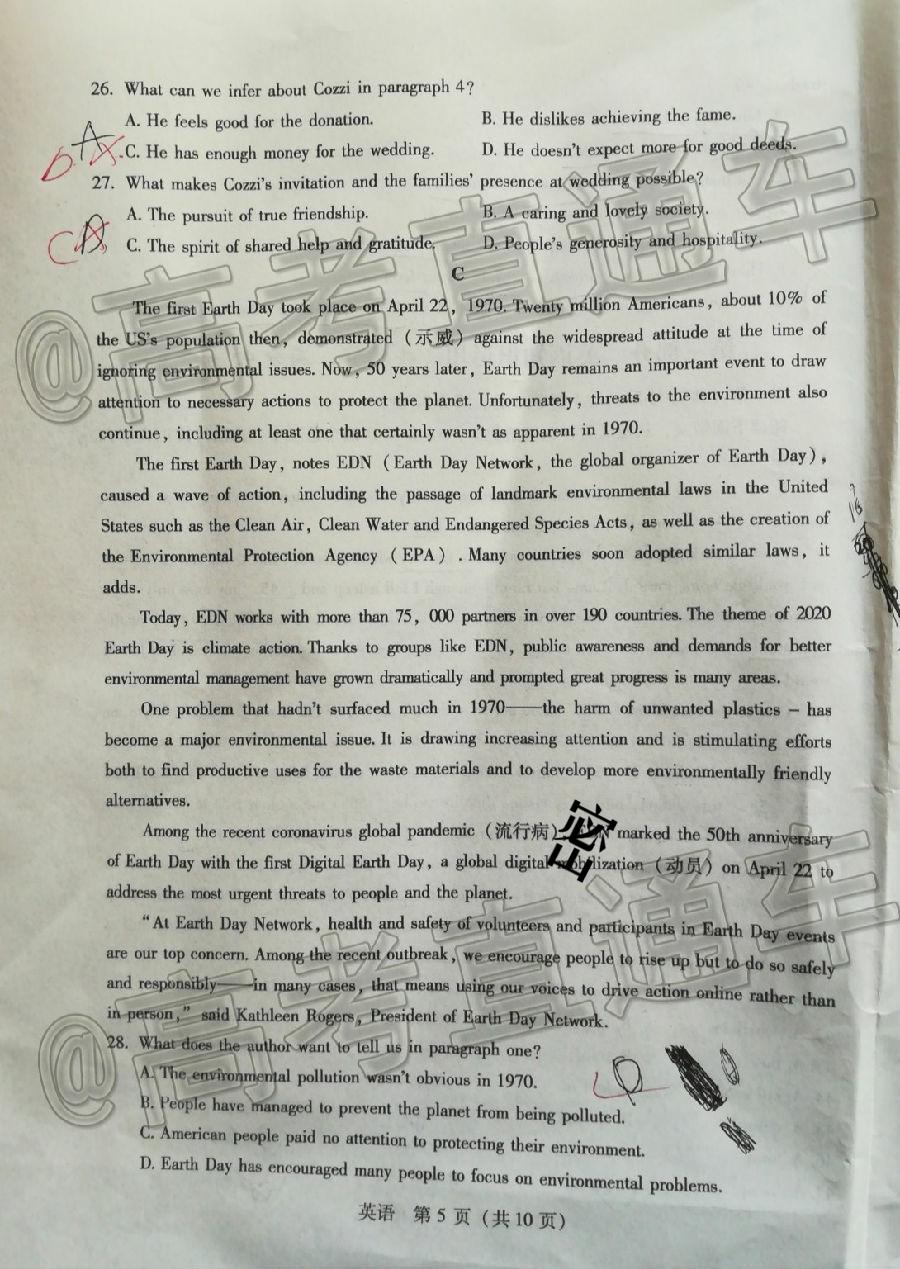 26. What can we infer about Cozzi in paragraph 4?
A. He feels good for the donation. B. He dislikes achieving the fame.
C. He has enough money for the wedding. D. He doesn't expect more for good deeds.
A
D
27. What makes Cozzi's invitation and the families' presence at wedding possible?
A. The pursuit of true friendship. B. A caring and lovely society.
C. The spirit of shared help and gratitude. D. People's generosity and hospitality.
C
C
The first Earth Day took place on April 22, 1970. Twenty million Americans, about 10% of
the US's population then, demonstrated (示威) against the widespread attitude at the time of
ignoring environmental issues. Now, 50 years later, Earth Day remains an important event to draw
attention to necessary actions to protect the planet. Unfortunately, threats to the environment also
continue, including at least one that certainly wasn't as apparent in 1970.
The first Earth Day, notes EDN (Earth Day Network, the global organizer of Earth Day),
caused a wave of action, including the passage of landmark environmental laws in the United
States such as the Clean Air, Clean Water and Endangered Species Acts, as well as the creation of
the Environmental Protection Agency (EPA). Many countries soon adopted similar laws, it
adds.
Today, EDN works with more than 75, 000 partners in over 190 countries. The theme of 2020
Earth Day is climate action. Thanks to groups like EDN, public awareness and demands for better
environmental management have grown dramatically and prompted great progress is many areas.
One problem that hadn't surfaced much in 1970——the harm of unwanted plastics – has
become a major environmental issue. It is drawing increasing attention and is stimulating efforts
both to find productive uses for the waste materials and to develop more environmentally friendly
alternatives.
Among the recent coronavirus global pandemic (流行病), marked the 50th anniversary
of Earth Day with the first Digital Earth Day, a global digital mobilization (动员) on April 22 to
address the most urgent threats to people and the planet.
密
"At Earth Day Network, health and safety of volunteers and participants in Earth Day events
are our top concern. Among the recent outbreak, we encourage people to rise up but to do so safely
and responsibly——in many cases, that means using our voices to drive action online rather than
in person," said Kathleen Rogers, President of Earth Day Network.
28. What does the author want to tell us in paragraph one?
A. The environmental pollution wasn't obvious in 1970.
B. People have managed to prevent the planet from being polluted.
C. American people paid no attention to protecting their environment.
D. Earth Day has encouraged many people to focus on environmental problems.
英语 第 5 页 (共 10 页)
@高考直通车
@高考直通车